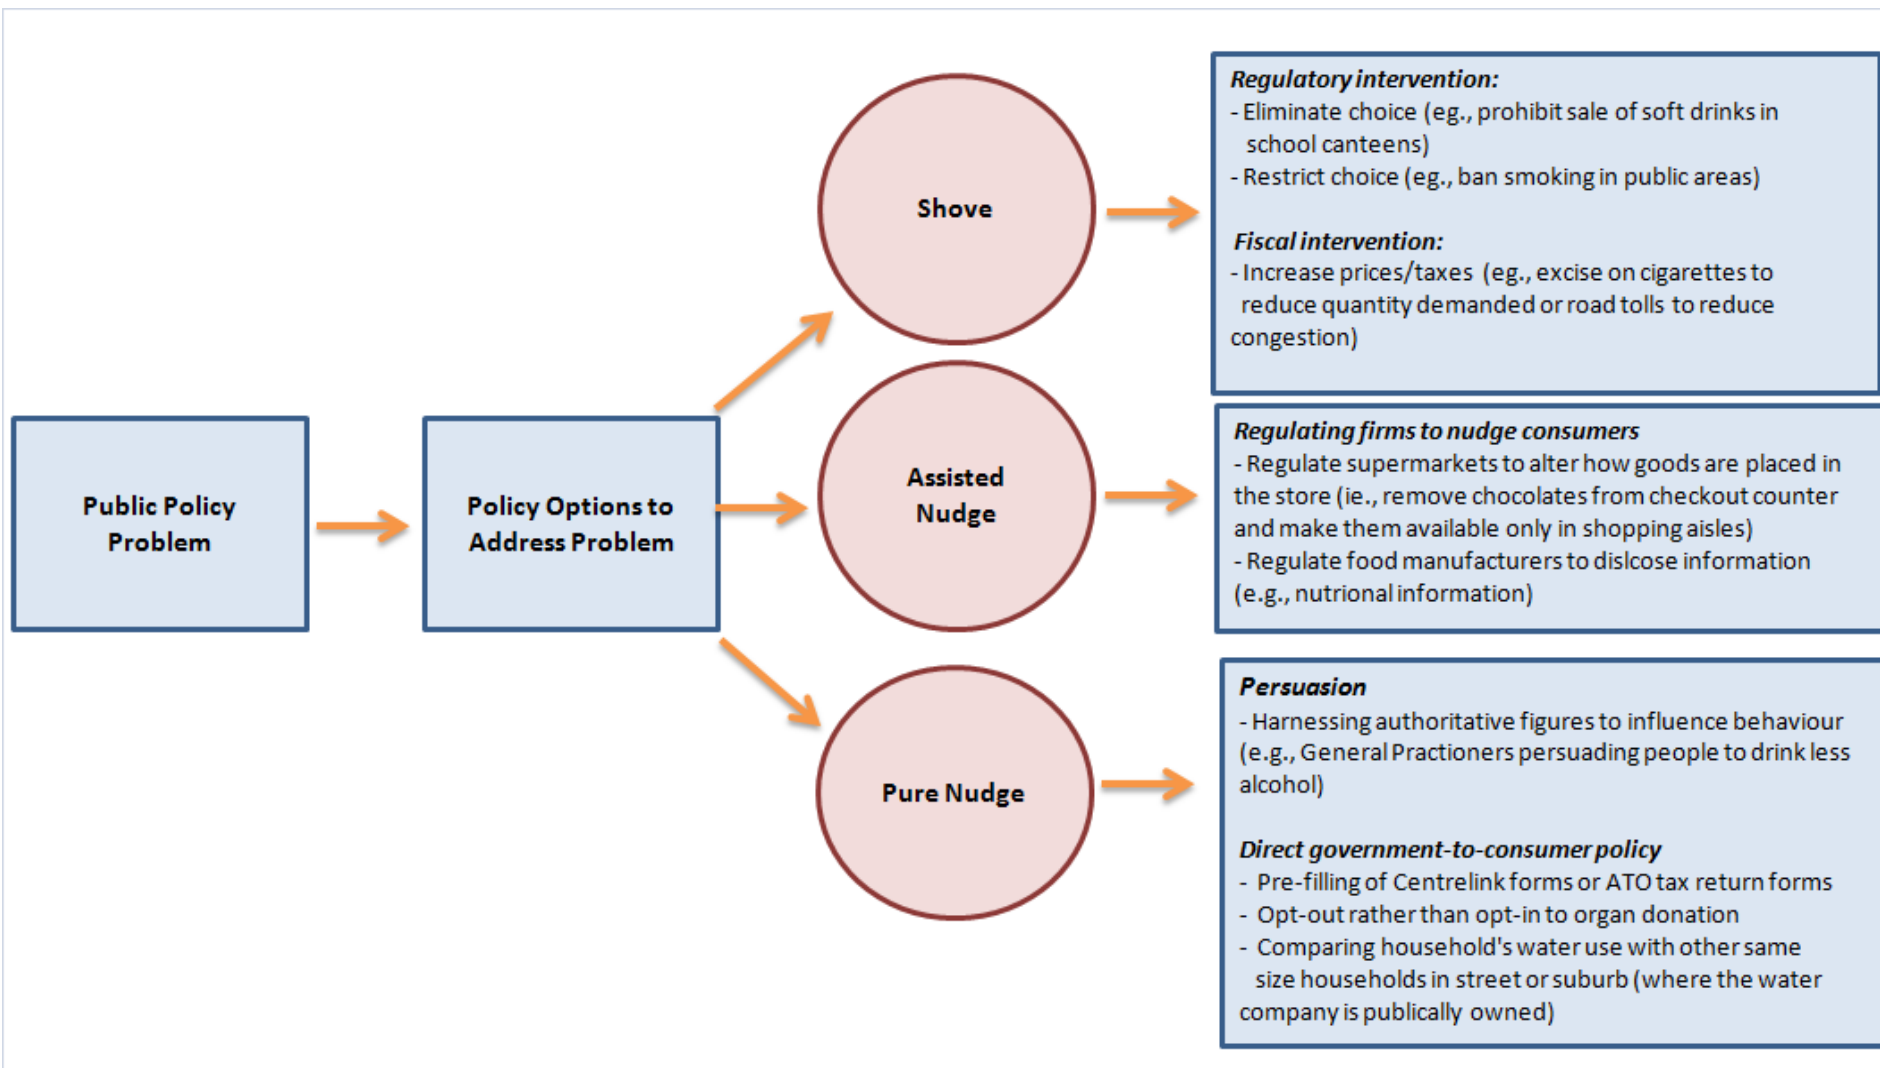 Public Policy
Problem
Policy Options to
Address Problem
Shove
Regulatory intervention:
- Eliminate choice (eg., prohibit sale of soft drinks in
school canteens)
- Restrict choice (eg., ban smoking in public areas)
Fiscal intervention:
- Increase prices/taxes (eg., excise on cigarettes to
reduce quantity demanded or road tolls to reduce
congestion)
Assisted
Nudge
Regulating firms to nudge consumers
- Regulate supermarkets to alter how goods are placed in
the store (ie., remove chocolates from checkout counter
and make them available only in shopping aisles)
- Regulate food manufacturers to dislcose information
(e.g., nutrional information)
Pure Nudge
Persuasion
- Harnessing authoritative figures to influence behaviour
(e.g., General Practioners persuading people to drink less
alcohol)
Direct government-to-consumer policy
- Pre-filling of Centrelink forms or ATO tax return forms
- Opt-out rather than opt-in to organ donation
- Comparing household's water use with other same
size households in street or suburb (where the water
company is publically owned)